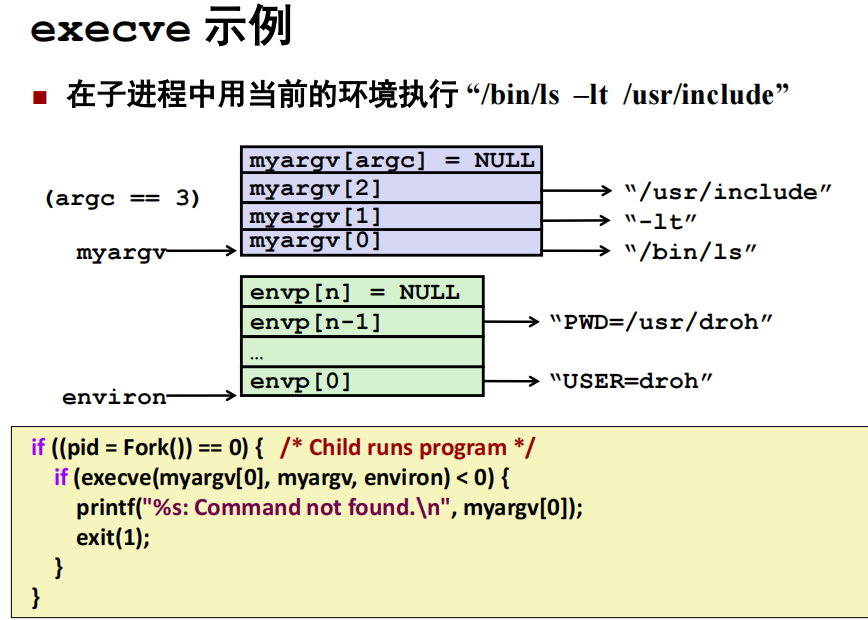 execve 示例
■ 在子进程中用当前的环境执行 “/bin/ls –lt /usr/include”
myargv[argc] = NULL
(argc == 3)
myargv[2]
“/usr/include”
myargv[1]
“-lt”
myargv
myargv[0]
“/bin/ls”
envp[n] = NULL
envp[n-1]
“PWD=/usr/droh”
…
environ
envp[0]
“USER=droh”
if ((pid = Fork()) == 0) { /* Child runs program */
if (execve(myargv[0], myargv, environ) < 0) {
printf("%s: Command not found.\n", myargv[0]);
exit(1);
}
}